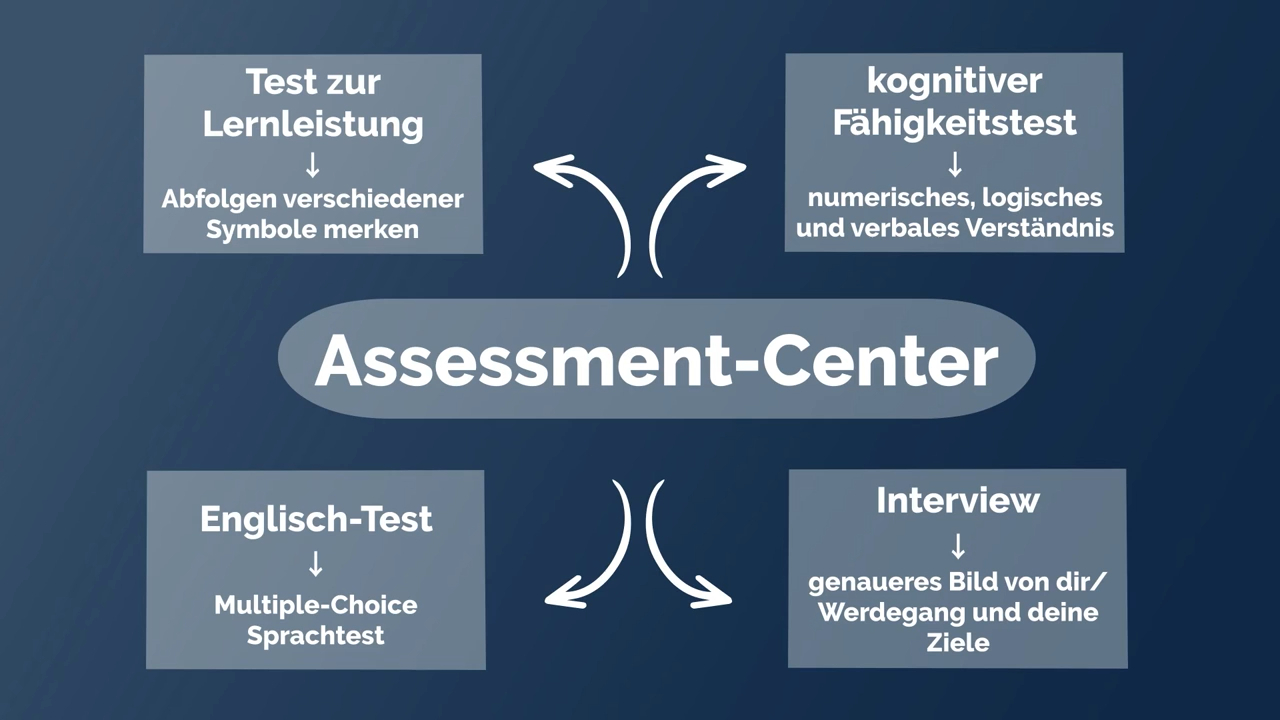 Test zur
Lernleistung
↓
Abfolgen verschiedener
Symbole merken
kognitiver
Fähigkeitstest
↓
numerisches, logisches
und verbales Verständnis
Assessment-Center
Englisch-Test
↓
Multiple-Choice
Sprachtest
Interview
↓
genaueres Bild von dir/
Werdegang und deine
Ziele